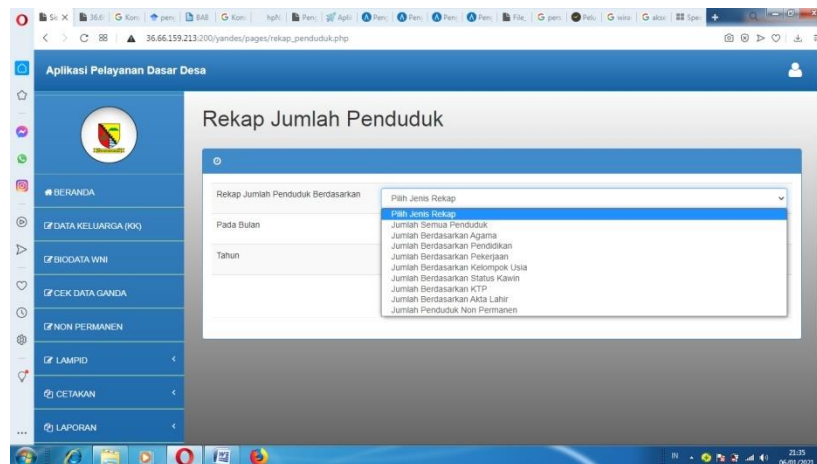 36.66.159.213:200/yandes/pages/rekap_penduduk.php
Aplikasi Pelayanan Dasar Desa
Rekap Jumlah Penduduk
BERANDA
DATA KELUARGA (KK)
BIODATA WNI
CEK DATA GANDA
NON PERMANEN
LAMPID
CETAKAN
LAPORAN
Rekap Jumlah Penduduk Berdasarkan
Pilih Jenis Rekap
Pilih Jenis Rekap
Jumlah Semua Penduduk
Jumlah Berdasarkan Agama
Jumlah Berdasarkan Pendidikan
Jumlah Berdasarkan Pekerjaan
Jumlah Berdasarkan Kelompok Usia
Jumlah Berdasarkan Status Kawin
Jumlah Berdasarkan KTP
Jumlah Berdasarkan Akta Lahir
Jumlah Penduduk Non Permanen
Pada Bulan
Tahun
IN
21:35
06/01/2021